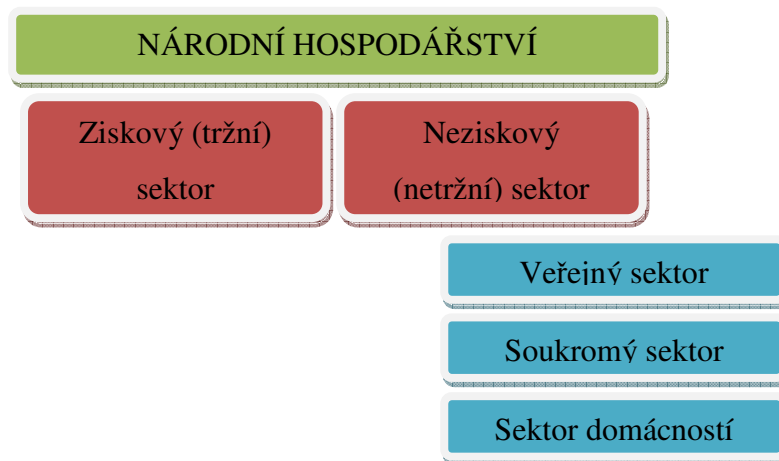 NÁRODNÍ HOSPODÁŘSTVÍ
Ziskový (tržní)
sektor
Neziskový
(netržní) sektor
Veřejný sektor
Soukromý sektor
Sektor domácností